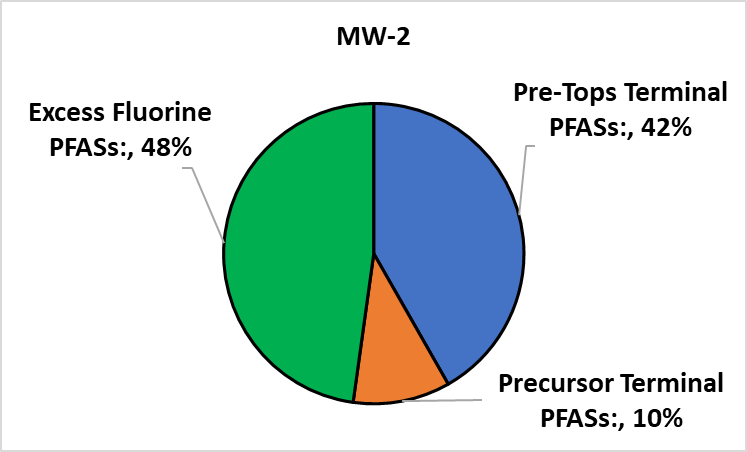 MW-2
Excess Fluorine
PFASs:, 48%
Pre-Tops Terminal
PFASs:, 42%
Precursor Terminal
PFASs:, 10%